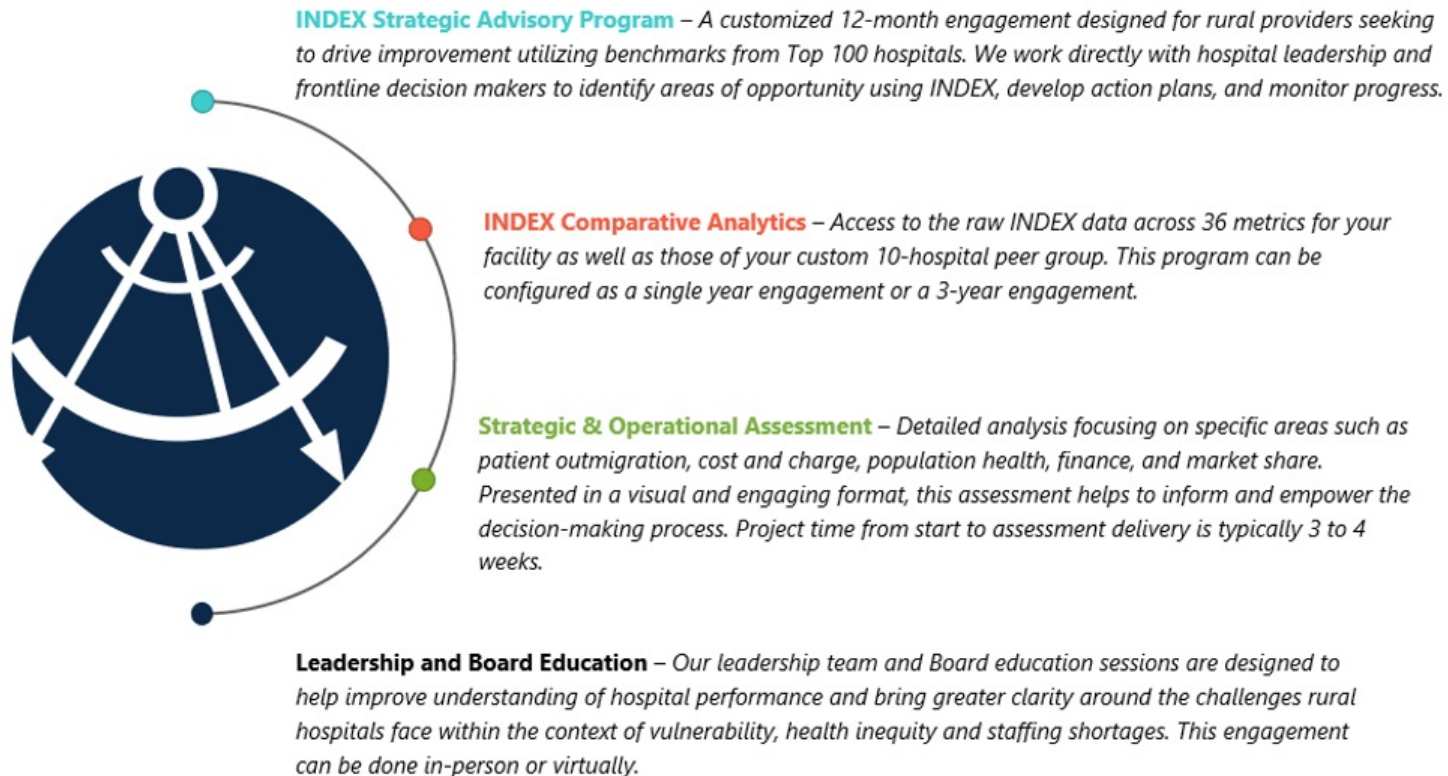 INDEX Strategic Advisory Program – A customized 12-month engagement designed for rural providers seeking
to drive improvement utilizing benchmarks from Top 100 hospitals. We work directly with hospital leadership and
frontline decision makers to identify areas of opportunity using INDEX, develop action plans, and monitor progress.
INDEX Comparative Analytics – Access to the raw INDEX data across 36 metrics for your
facility as well as those of your custom 10-hospital peer group. This program can be
configured as a single year engagement or a 3-year engagement.
Strategic & Operational Assessment – Detailed analysis focusing on specific areas such as
patient outmigration, cost and charge, population health, finance, and market share.
Presented in a visual and engaging format, this assessment helps to inform and empower the
decision-making process. Project time from start to assessment delivery is typically 3 to 4
weeks.
Leadership and Board Education – Our leadership team and Board education sessions are designed to
help improve understanding of hospital performance and bring greater clarity around the challenges rural
hospitals face within the context of vulnerability, health inequity and staffing shortages. This engagement
can be done in-person or virtually.